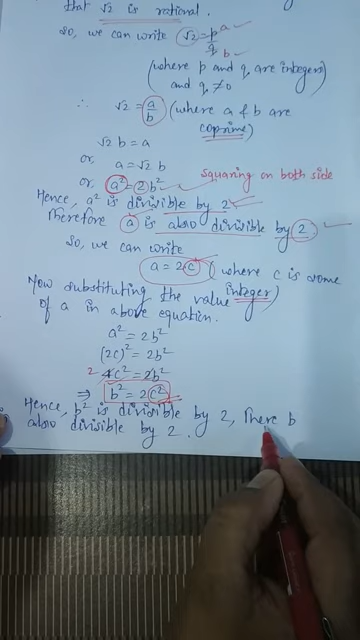 that √2 is rational.
So, we can write √2 = p/q a b
(where p and q are integers
and q ≠ 0
∴ √2 = a/b (where a & b are
coprime)
√2 b = a
or, a = √2 b
or, a² = 2b² squaring on both side
Hence, a² is divisible by 2
Therefore a is also divisible by 2
So, we can write
a = 2c (where c is
integer)
Now substituting the value
of a in above equation.
a² = 2b²
(2c)² = 2b²
2 4c² = 2b²
⇒ b² = 2c²
Hence, b² is divisible by 2, There b
also divisible by 2.